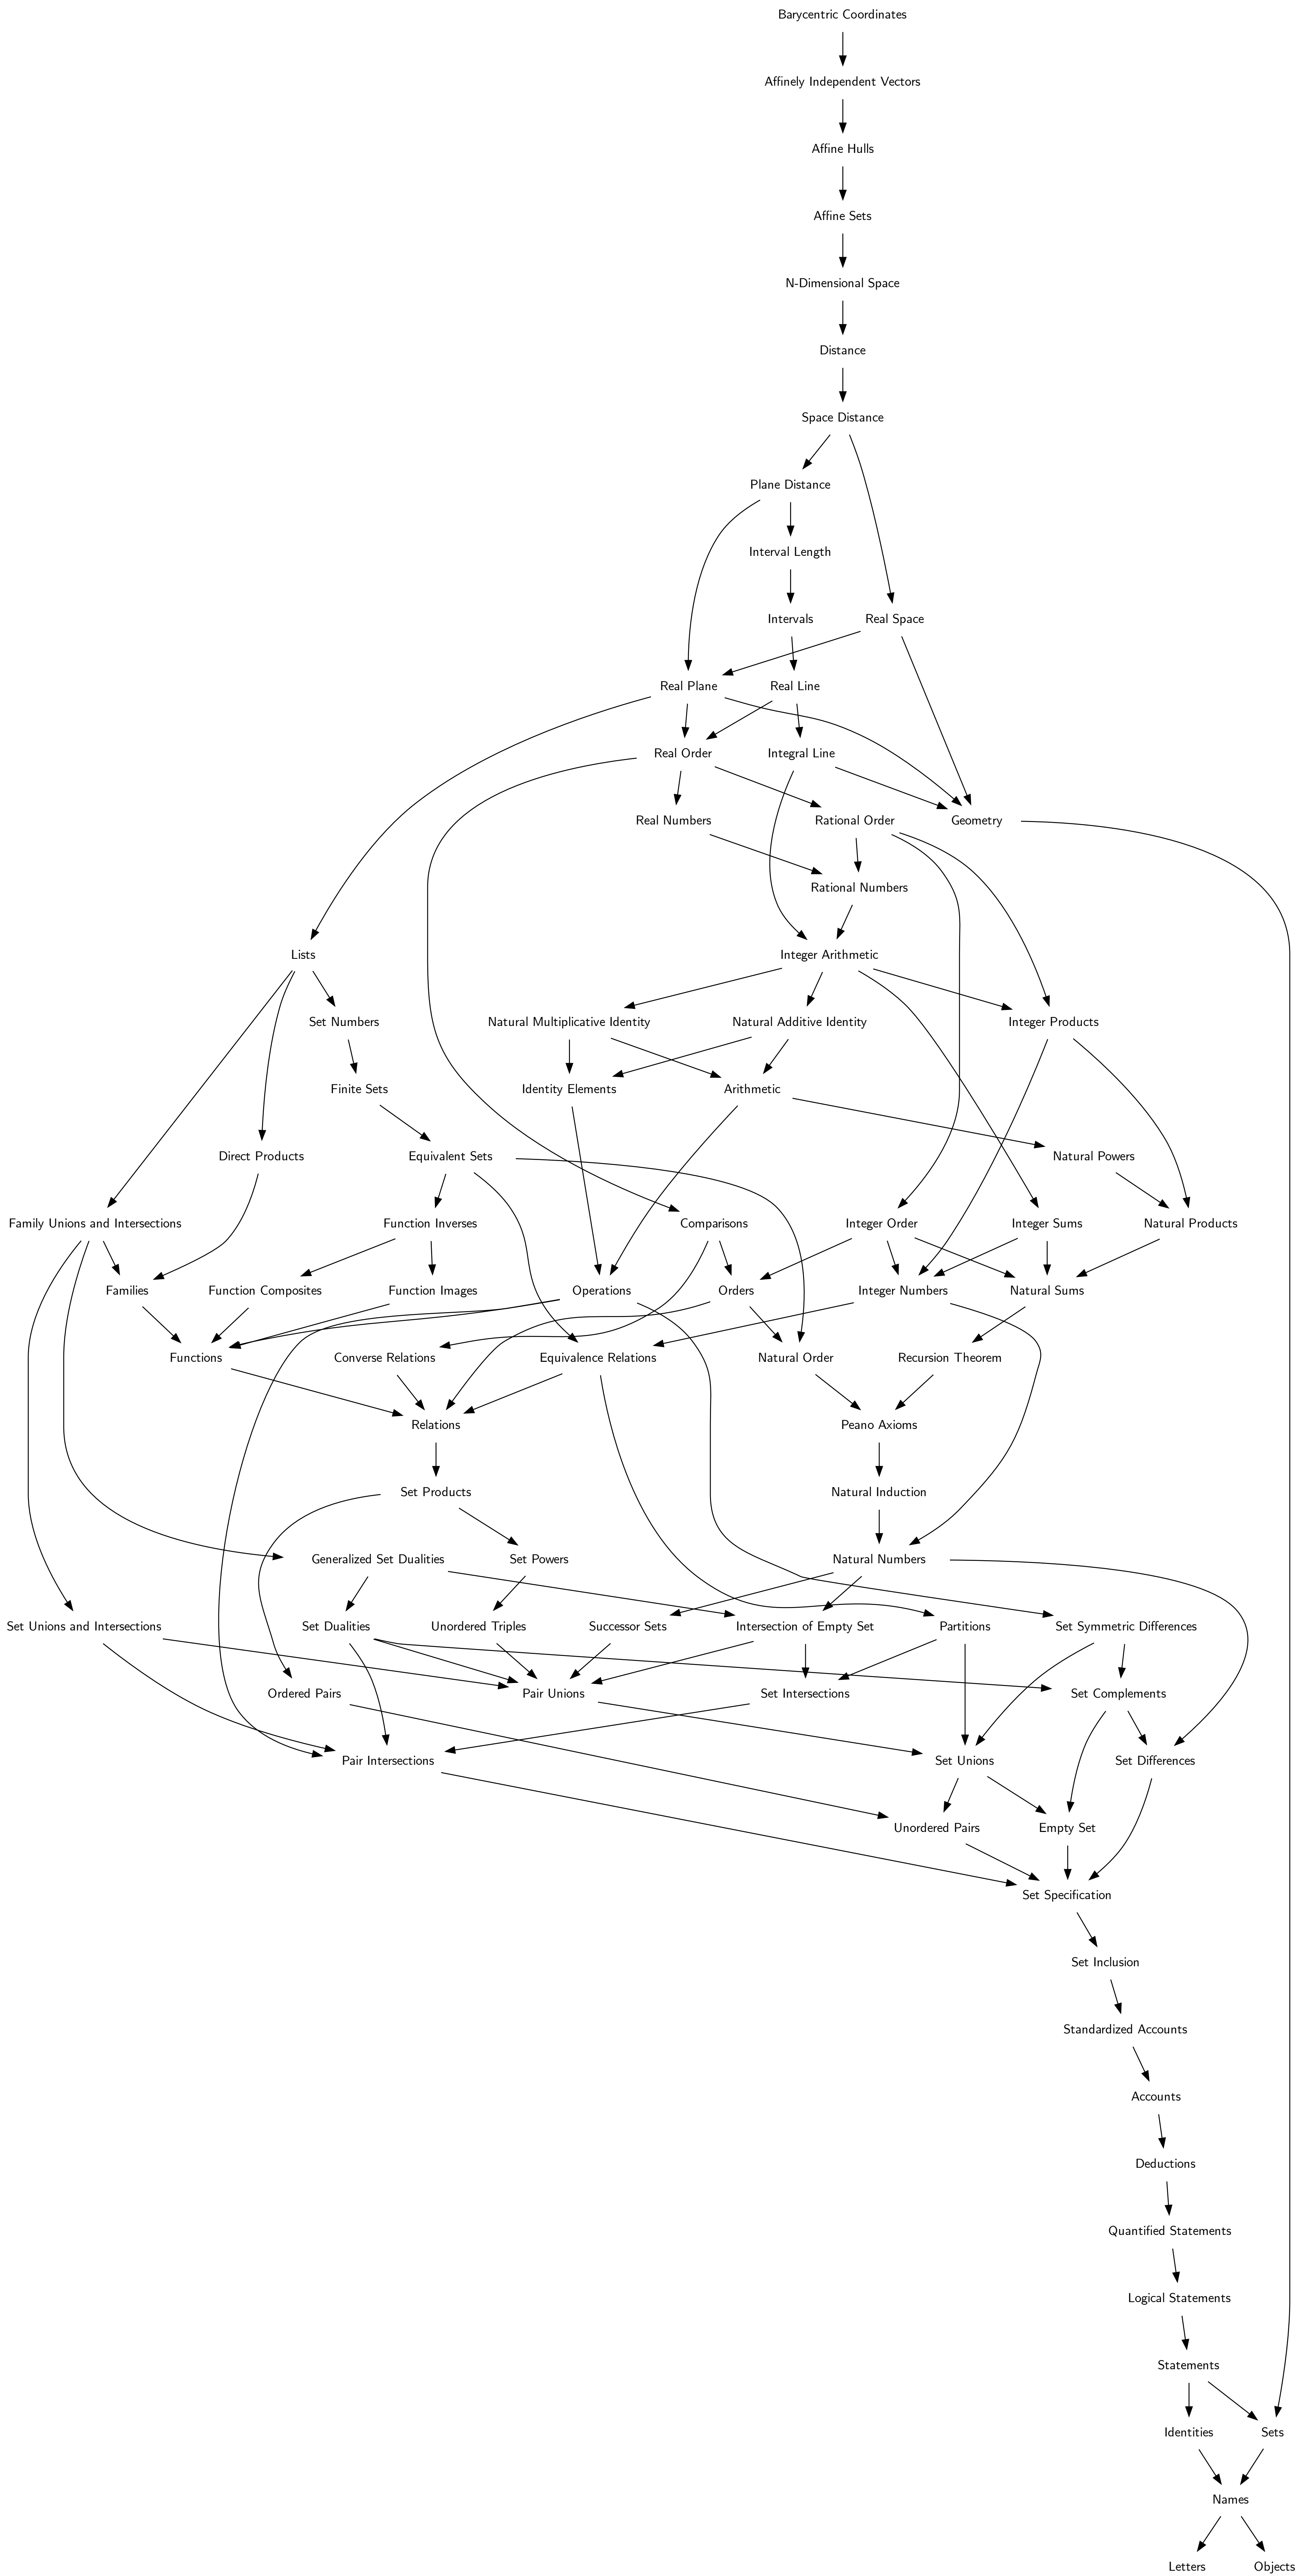 Barycentric Coordinates
Affinely Independent Vectors
Affine Hulls
Affine Sets
N-Dimensional Space
Distance
Space Distance
Plane Distance
Interval Length
Intervals
Real Space
Real Plane
Real Line
Real Order
Integral Line
Real Numbers
Rational Order
Geometry
Rational Numbers
Lists
Integer Arithmetic
Set Numbers
Natural Multiplicative Identity
Natural Additive Identity
Integer Products
Finite Sets
Identity Elements
Arithmetic
Direct Products
Equivalent Sets
Natural Powers
Family Unions and Intersections
Function Inverses
Comparisons
Integer Order
Integer Sums
Natural Products
Families
Function Composites
Function Images
Operations
Orders
Integer Numbers
Natural Sums
Functions
Converse Relations
Equivalence Relations
Natural Order
Recursion Theorem
Relations
Peano Axioms
Set Products
Natural Induction
Generalized Set Dualities
Set Powers
Natural Numbers
Set Unions and Intersections
Set Dualities
Unordered Triples
Successor Sets
Intersection of Empty Set
Partitions
Set Symmetric Differences
Ordered Pairs
Pair Unions
Set Intersections
Set Complements
Pair Intersections
Set Unions
Set Differences
Unordered Pairs
Empty Set
Set Specification
Set Inclusion
Standardized Accounts
Accounts
Deductions
Quantified Statements
Logical Statements
Statements
Identities
Sets
Names
Letters
Objects